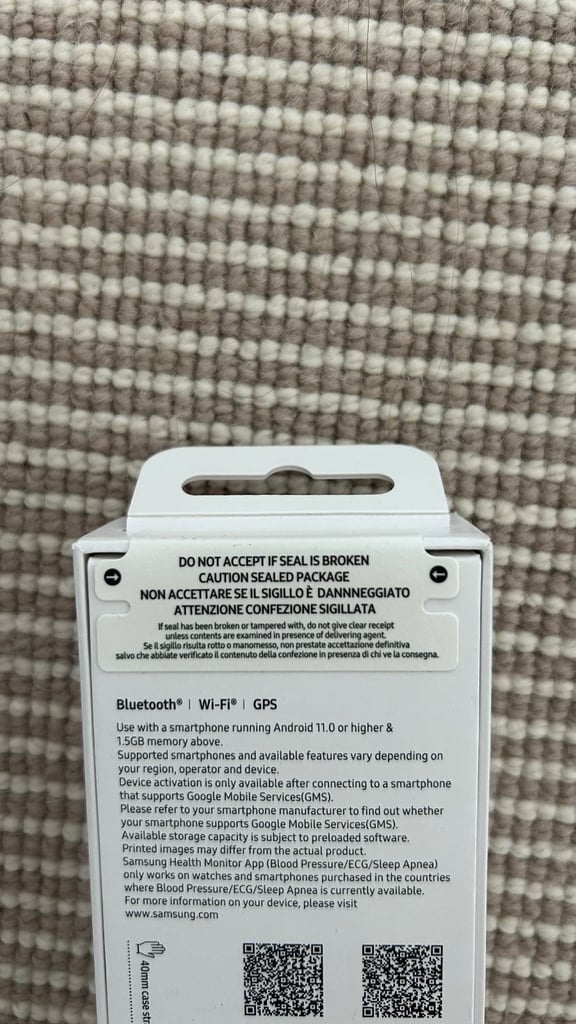 DO NOT ACCEPT IF SEAL IS BROKEN
CAUTION SEALED PACKAGE
NON ACCETTARE SE IL SIGILLO È DANNNEGGIATO
ATTENZIONE CONFEZIONE SIGILLATA
If seal has been broken or tampered with, do not give clear receipt
unless contents are examined in presence of delivering agent.
Se il sigillo risulta rotto o manomesso, non prestate accettazione definitiva
salvo che abbiate verificato il contenuto della confezione in presenza di chi ve la consegna.
Bluetooth® | Wi-Fi® | GPS
Use with a smartphone running Android 11.0 or higher &
1.5GB memory above.
Supported smartphones and available features vary depending on
your region, operator and device.
Device activation is only available after connecting to a smartphone
that supports Google Mobile Services(GMS).
Please refer to your smartphone manufacturer to find out whether
your smartphone supports Google Mobile Services(GMS).
Available storage capacity is subject to preloaded software.
Printed images may differ from the actual product.
Samsung Health Monitor App (Blood Pressure/ECG/Sleep Apnea)
only works on watches and smartphones purchased in the countries
where Blood Pressure/ECG/Sleep Apnea is currently available.
For more information on your device, please visit
www.samsung.com
40mm case